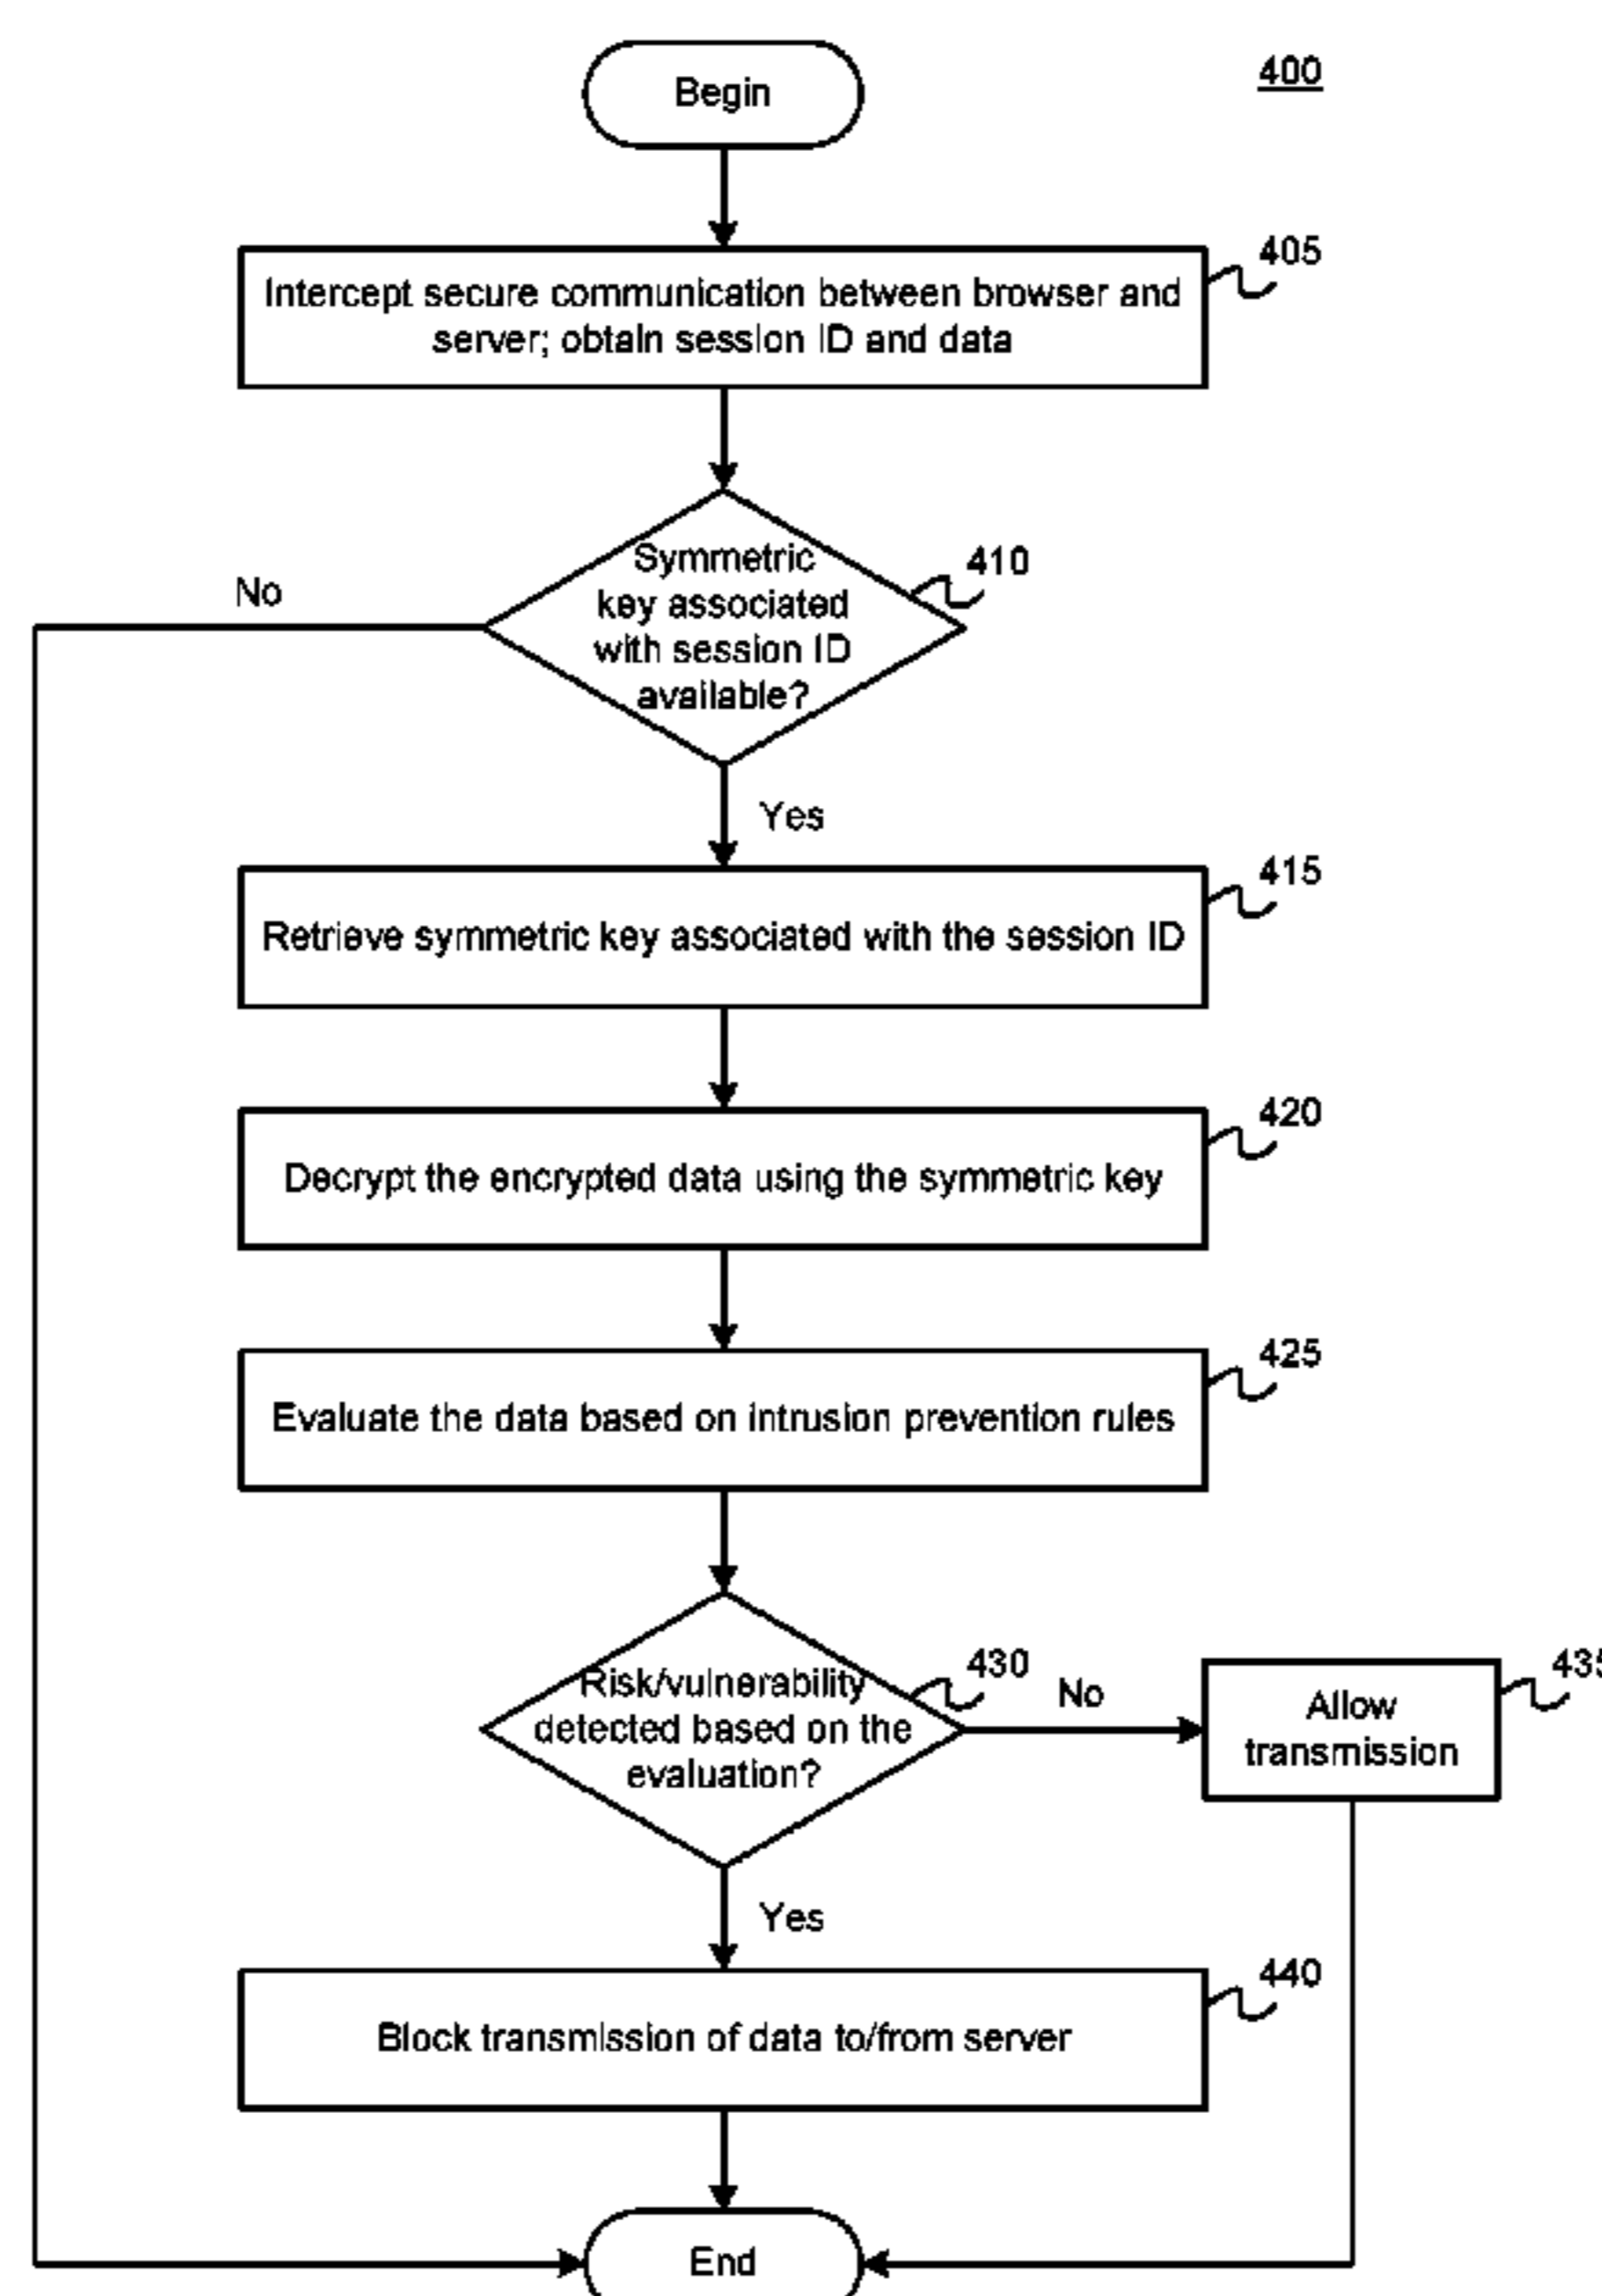 Begin
400
405
Intercept secure communication between browser and
server; obtain session ID and data
410
Symmetric
key associated
with session ID
available?
No
Yes
415
Retrieve symmetric key associated with the session ID
420
Decrypt the encrypted data using the symmetric key
425
Evaluate the data based on intrusion prevention rules
430
Risk/vulnerability
detected based on the
evaluation?
No
435
Allow
transmission
Yes
440
Block transmission of data to/from server
End